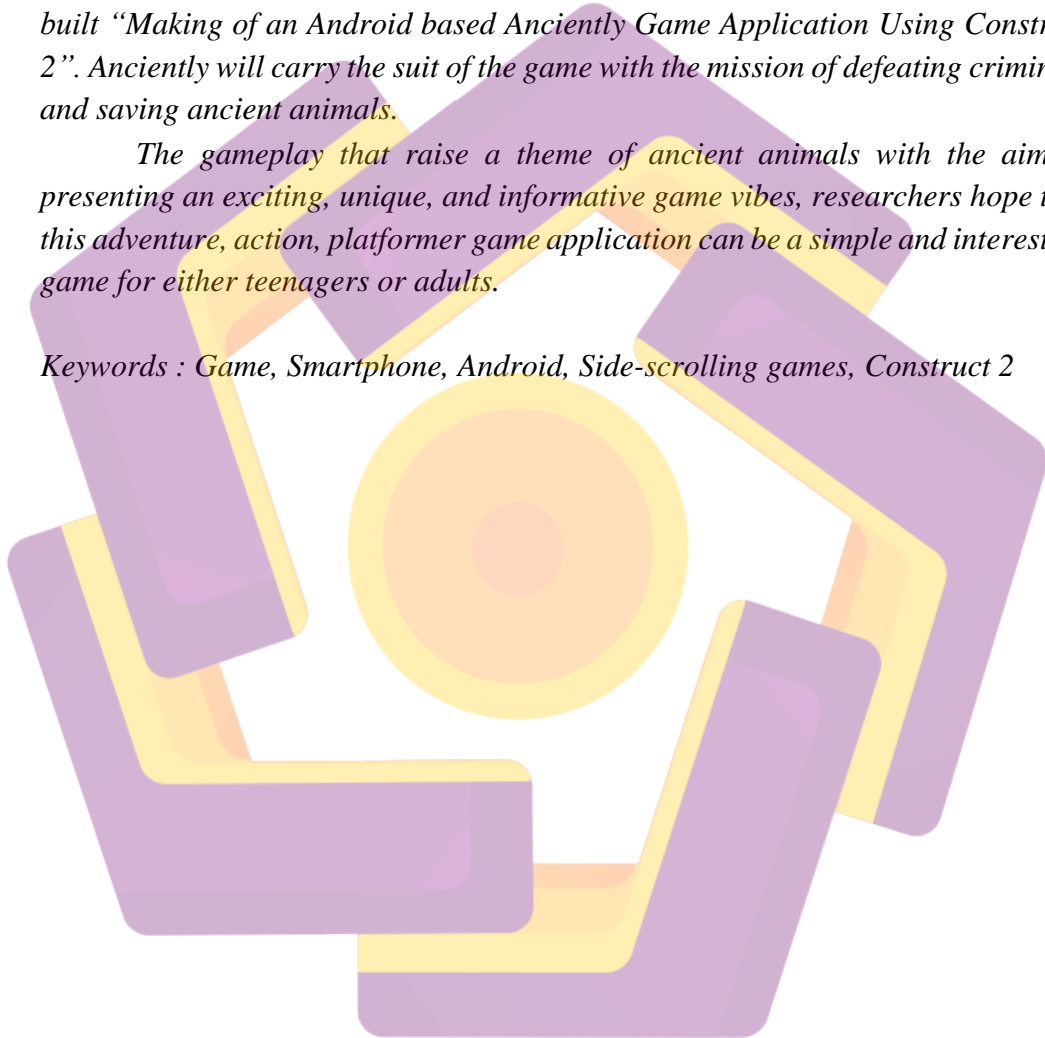 built “Making of an Android based Anciently Game Application Using Constr
2”. Anciently will carry the suit of the game with the mission of defeating crimin
and saving ancient animals.
The gameplay that raise a theme of ancient animals with the aim
presenting an exciting, unique, and informative game vibes, researchers hope t
this adventure, action, platformer game application can be a simple and interest
game for either teenagers or adults.
Keywords : Game, Smartphone, Android, Side-scrolling games, Construct 2